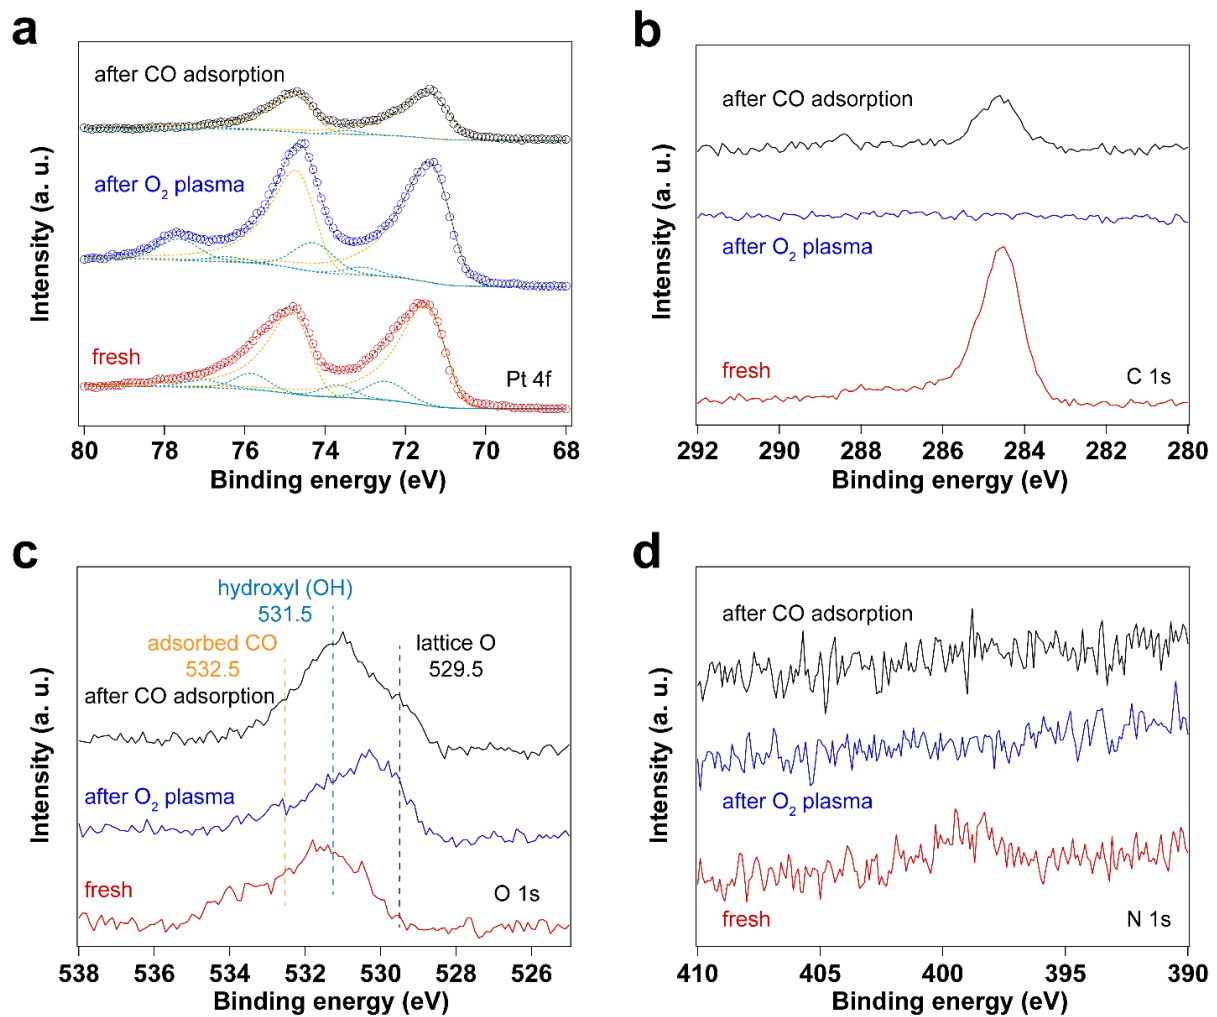 a
after CO adsorption
after O2 plasma
fresh
Pt 4f
80 78 76 74 72 70 68
Binding energy (eV)
Intensity (a. u.)
b
after CO adsorption
after O2 plasma
fresh
C 1s
292 290 288 286 284 282 280
Binding energy (eV)
Intensity (a. u.)
c
hydroxyl (OH)
531.5
adsorbed CO
532.5
lattice O
529.5
after CO adsorption
after O2 plasma
fresh
O 1s
538 536 534 532 530 528 526
Binding energy (eV)
Intensity (a. u.)
d
after CO adsorption
after O2 plasma
fresh
N 1s
410 405 400 395 390
Binding energy (eV)
Intensity (a. u.)